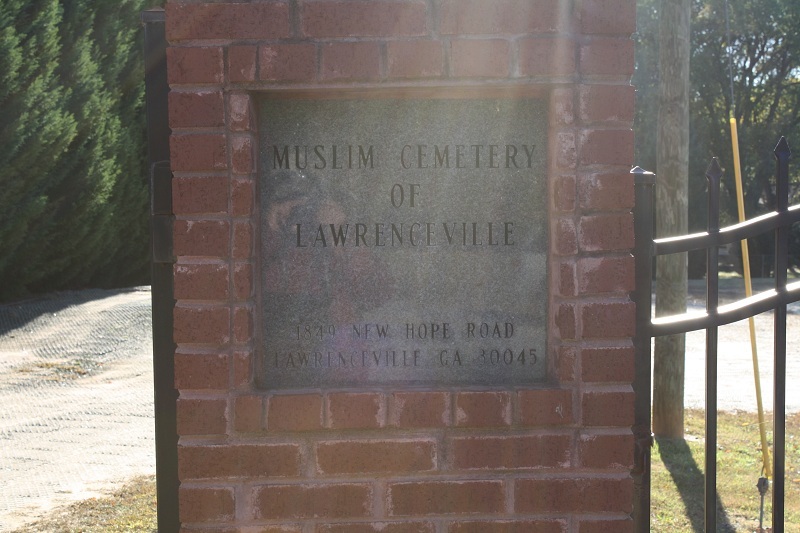 MUSLIM CEMETERY
OF
LAWRENCEVILLE
1849 NEW HOPE ROAD
LAWRENCEVILLE GA 30045